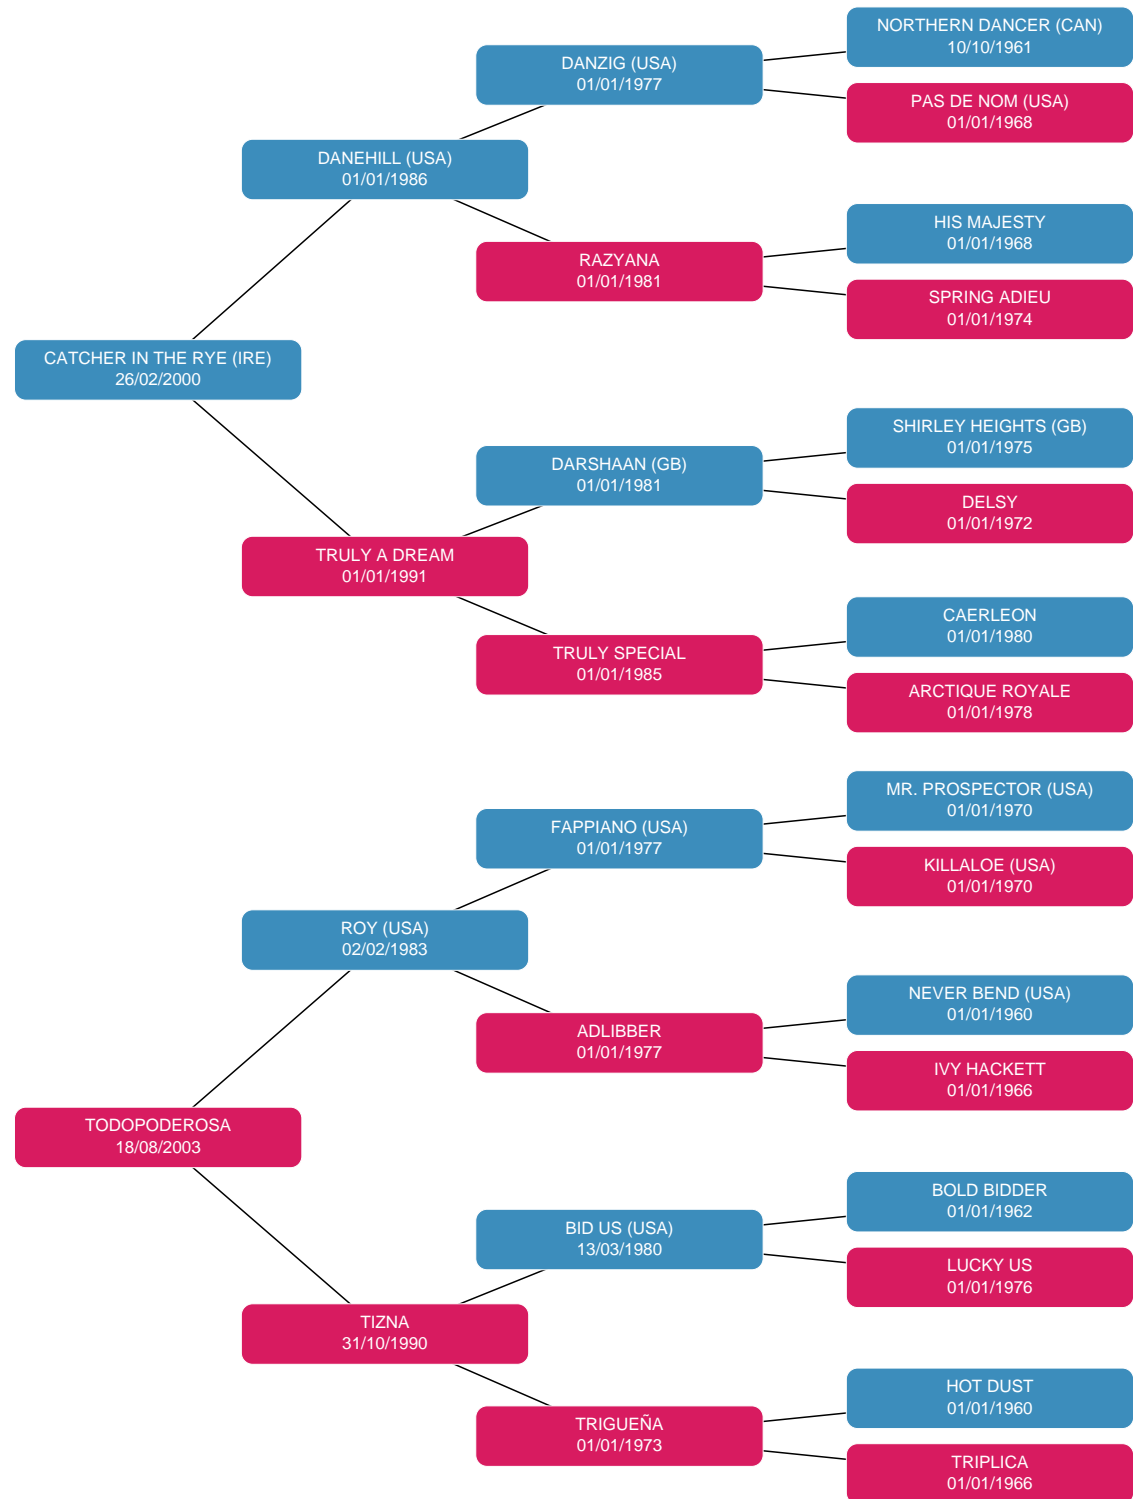 NORTHERN DANCER (CAN)
10/10/1961
DANZIG (USA)
01/01/1977
PAS DE NOM (USA)
01/01/1968
DANEHILL (USA)
01/01/1986
HIS MAJESTY
01/01/1968
RAZYANA
01/01/1981
SPRING ADIEU
01/01/1974
CATCHER IN THE RYE (IRE)
26/02/2000
SHIRLEY HEIGHTS (GB)
01/01/1975
DARSHAAN (GB)
01/01/1981
DELSY
01/01/1972
TRULY A DREAM
01/01/1991
CAERLEON
01/01/1980
TRULY SPECIAL
01/01/1985
ARCTIQUE ROYALE
01/01/1978
MR. PROSPECTOR (USA)
01/01/1970
FAPPIANO (USA)
01/01/1977
KILLALOE (USA)
01/01/1970
ROY (USA)
02/02/1983
NEVER BEND (USA)
01/01/1960
ADLIBBER
01/01/1977
IVY HACKETT
01/01/1966
TODOPODEROSA
18/08/2003
BOLD BIDDER
01/01/1962
BID US (USA)
13/03/1980
LUCKY US
01/01/1976
TIZNA
31/10/1990
HOT DUST
01/01/1960
TRIGUEÑA
01/01/1973
TRIPLICA
01/01/1966